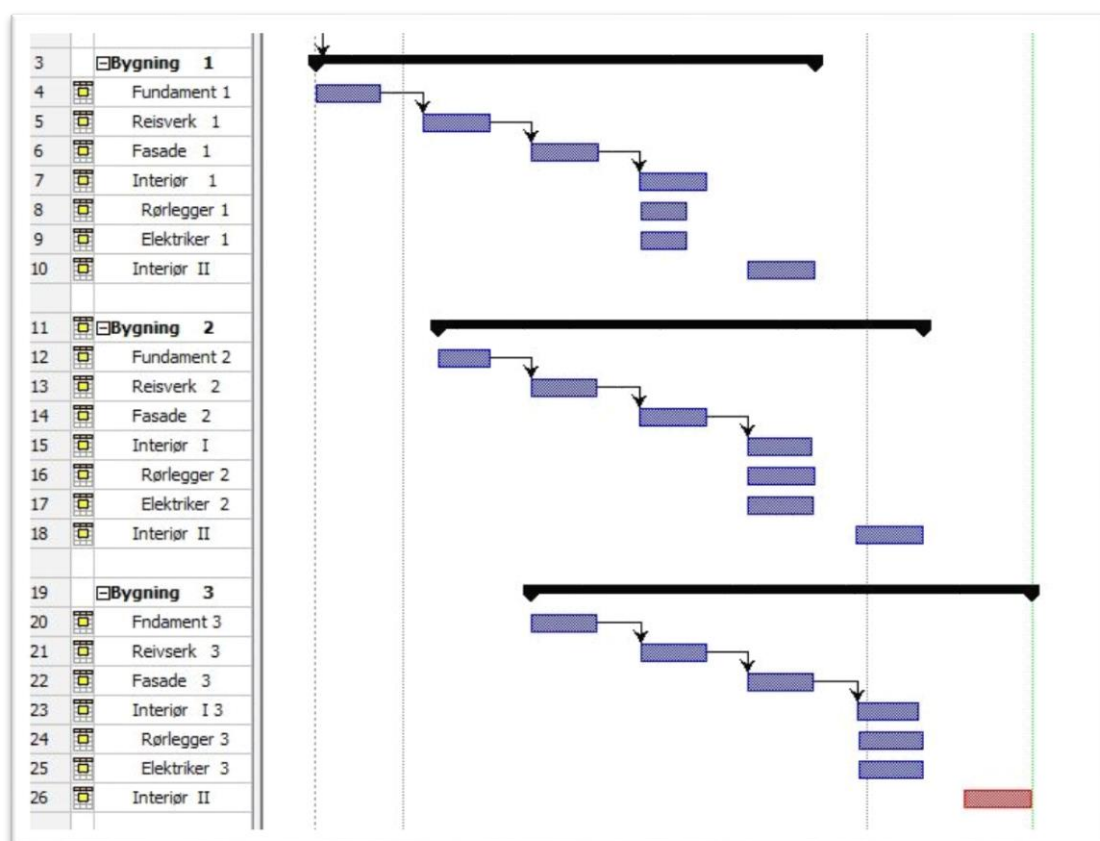 3 Bygning 1
4 Fundament 1
5 Reisverk 1
6 Fasade 1
7 Interiør 1
8 Rørlegger 1
9 Elektriker 1
10 Interiør II
11 Bygning 2
12 Fundament 2
13 Reisverk 2
14 Fasade 2
15 Interiør I
16 Rørlegger 2
17 Elektriker 2
18 Interiør II
19 Bygning 3
20 Fndament 3
21 Reivserk 3
22 Fasade 3
23 Interiør I 3
24 Rørlegger 3
25 Elektriker 3
26 Interiør II